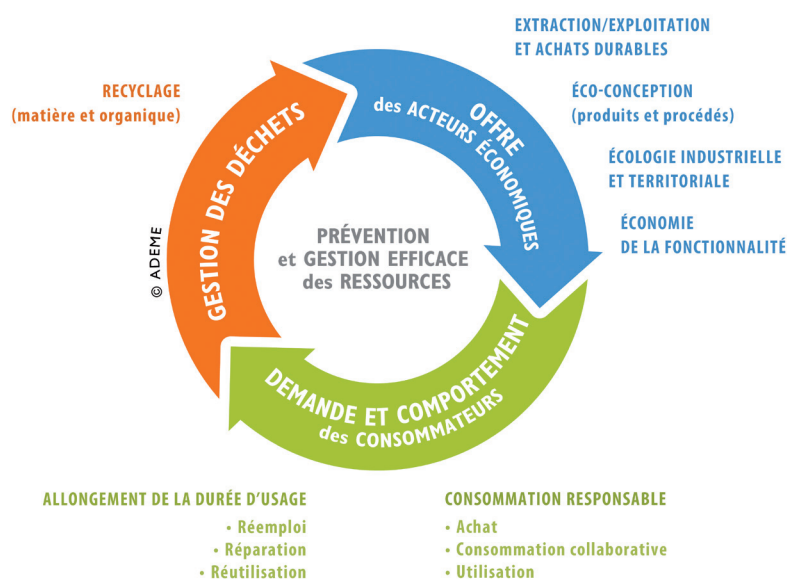 EXTRACTION/EXPLOITATION
ET ACHATS DURABLES
ÉCO-CONCEPTION
(produits et procédés)
ÉCOLOGIE INDUSTRIELLE
ET TERRITORIALE
ÉCONOMIE
DE LA FONCTIONNALITÉ
RECYCLAGE
(matière et organique)
OFFRE
des ACTEURS ÉCONOMIQUES
GESTION DES DÉCHETS
© ADEME
PRÉVENTION
et GESTION EFFICACE
des RESSOURCES
DEMANDE ET COMPORTEMENT
des CONSOMMATEURS
ALLONGEMENT DE LA DURÉE D'USAGE
• Réemploi
• Réparation
• Réutilisation
CONSOMMATION RESPONSABLE
• Achat
• Consommation collaborative
• Utilisation